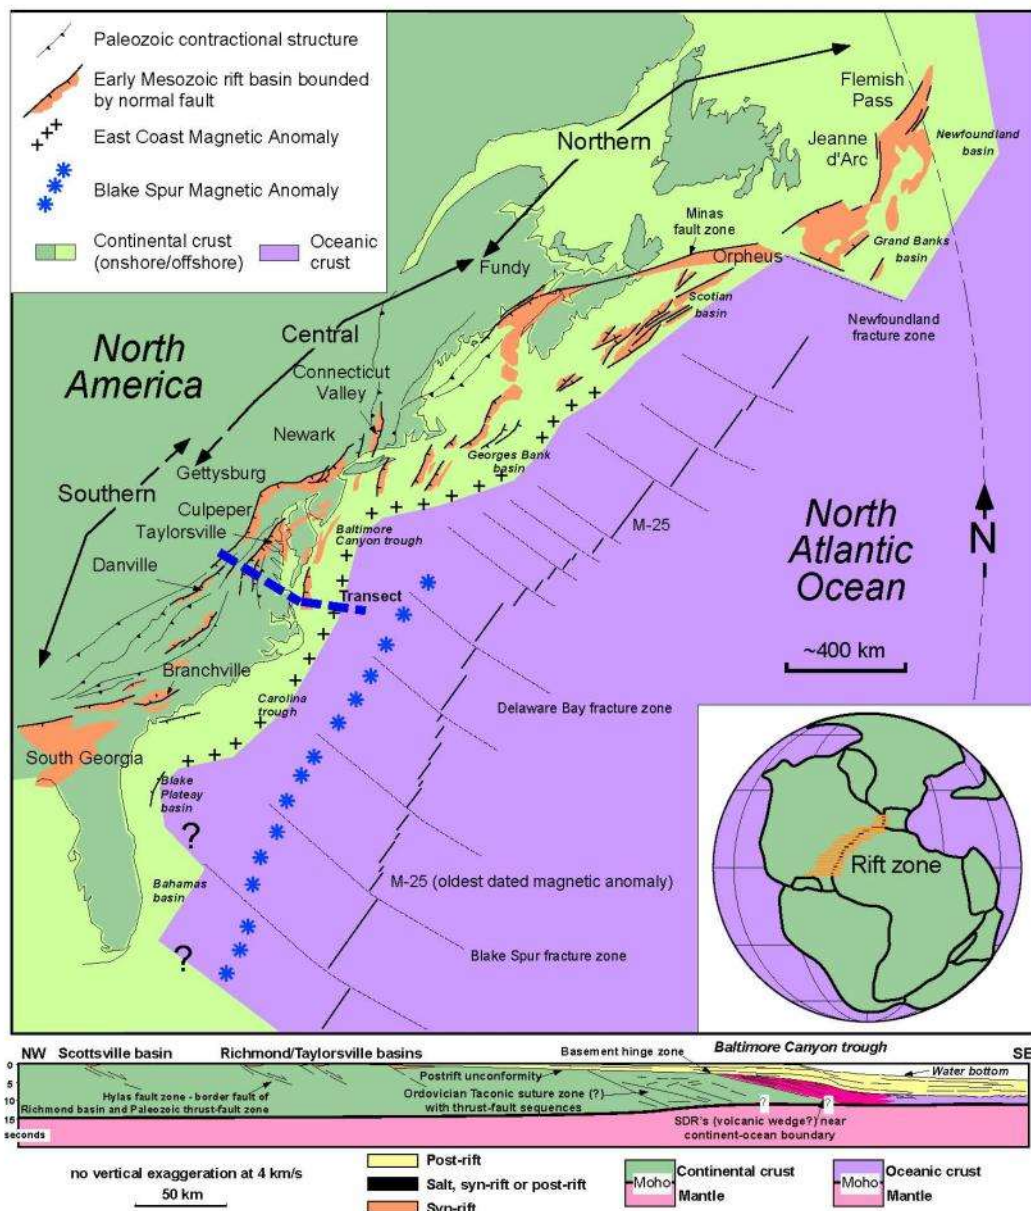 Paleozoic contractional structure
Early Mesozoic rift basin bounded
by normal fault
East Coast Magnetic Anomaly
Blake Spur Magnetic Anomaly
Continental crust
(onshore/offshore)
Oceanic
crust
Flemish
Pass
Northern
Jeanne
d'Arc
Newfoundland
basin
Minas
fault zone
Fundy
Orpheus
Grand Banks
basin
Scotian
basin
Newfoundland
fracture zone
Central
North
America
Connecticut
Valley
Newark
Georges Bank
basin
Gettysburg
Southern
Culpeper
Taylorsville
Baltimore
Canyon trough
M-25
North
Atlantic
Ocean
N
Danville
Transect
~400 km
Branchville
Carolina
trough
Delaware Bay fracture zone
South Georgia
Blake
Plateay
basin
?
Rift zone
Bahamas
basin
M-25 (oldest dated magnetic anomaly)
Blake Spur fracture zone
?
NW
Scottsville basin
Richmond/Taylorsville basins
Basement hinge zone
Baltimore Canyon trough
SE
0
5
10
15
seconds
Postrift unconformity
Water bottom
Hylas fault zone - border fault of
Richmond basin and Paleozoic thrust-fault zone
Ordovician Taconic suture zone (?)
with thrust-fault sequences
?
?
SDR's (volcanic wedge?) near
continent-ocean boundary
no vertical exaggeration at 4 km/s
50 km
Post-rift
Salt, syn-rift or post-rift
Syn-rift
Continental crust
Moho
Mantle
Oceanic crust
Moho
Mantle